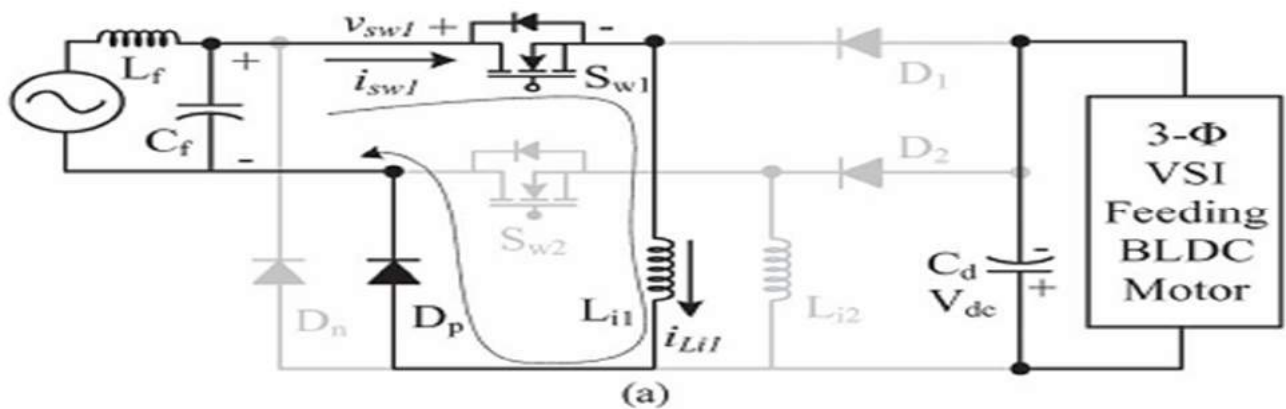 v_sw1 + -
L_f
+
i_sw1
S_w1
D_1
C_f
-
D_2
3-Φ
VSI
Feeding
BLDC
Motor
S_w2
D_n
D_p
L_i1
i_Li1
L_i2
C_d
V_dc
-
+
(a)